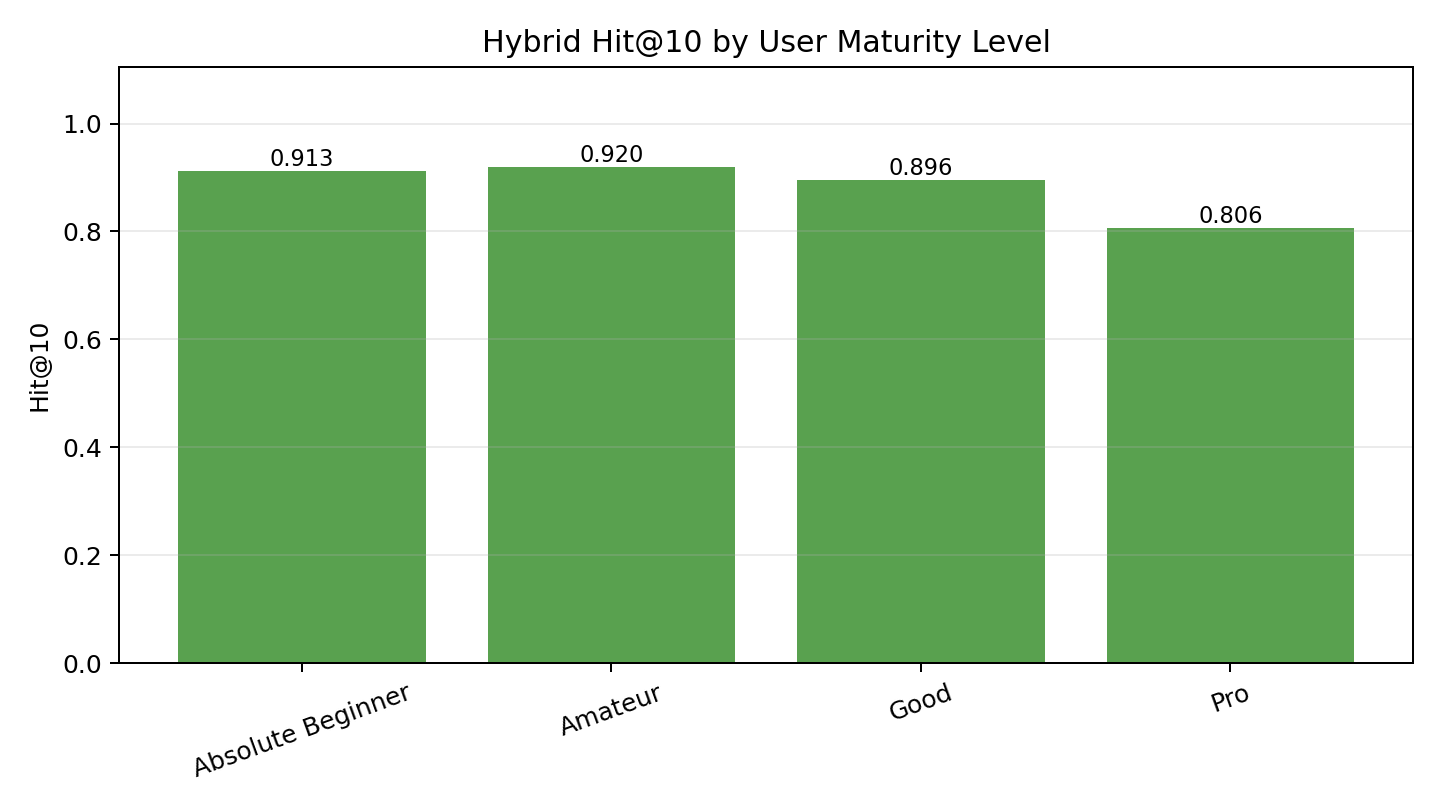 Hybrid Hit@10 by User Maturity Level
Hit@10
1.0
0.8
0.6
0.4
0.2
0.0
0.913
0.920
0.896
0.806
Absolute Beginner
Amateur
Good
Pro